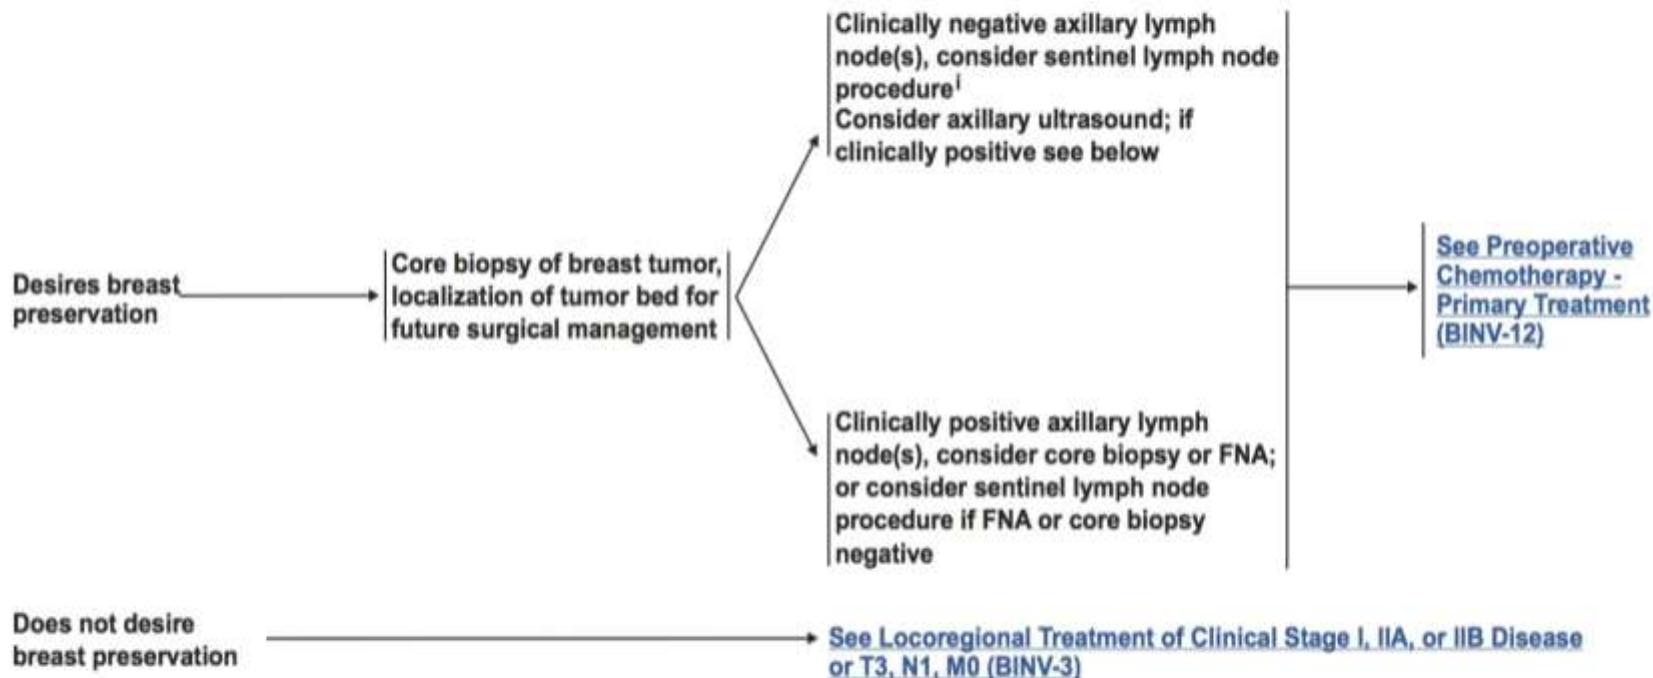 Desires breast
preservation
Core biopsy of breast tumor,
localization of tumor bed for
future surgical management
Clinically negative axillary lymph
node(s), consider sentinel lymph node
procedureⁱ
Consider axillary ultrasound; if
clinically positive see below
Clinically positive axillary lymph
node(s), consider core biopsy or FNA;
or consider sentinel lymph node
procedure if FNA or core biopsy
negative
See Preoperative
Chemotherapy -
Primary Treatment
(BINV-12)
Does not desire
breast preservation
See Locoregional Treatment of Clinical Stage I, IIA, or IIB Disease
or T3, N1, M0 (BINV-3)